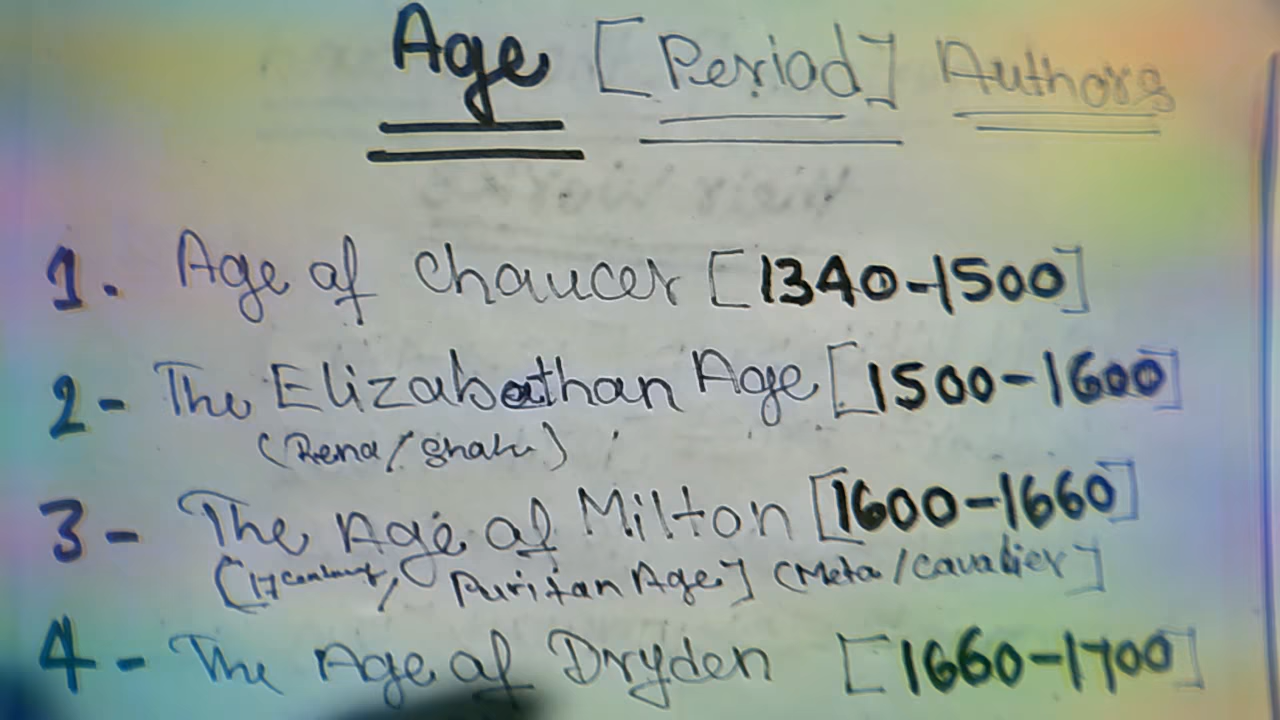 Age [Period] Authors
1. Age of Chaucer [1340-1500]
2- The Elizabethan Age [1500-1600]
(Rena/Shak)
3- The Age of Milton [1600-1660]
[17 century, Puritan Age] (Meta/Cavalier]
4- The Age of Dryden [1660-1700]